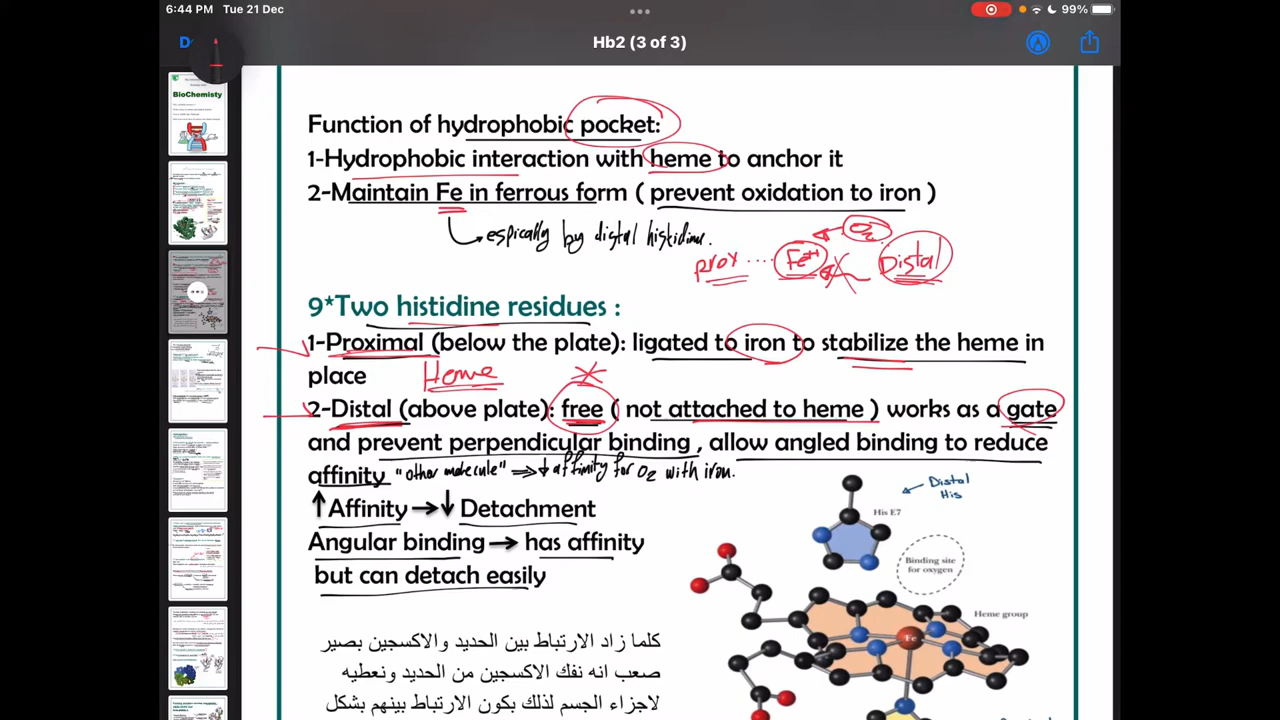 6:44 PM Tue 21 Dec
99%
Hb2 (3 of 3)
BioChemisty
Function of hydrophobic pocket:
1-Hydrophobic interaction with heme to anchor it
2-Maintain Fe in ferrous form ( prevent oxidation to iron )
espically by distal histidine.
O₂
prox .... Fe⁺⁺ Distal
9*Two histidine residues :
1-Proximal (below the plate): ligated to iron to stabilize the heme in
place
Heme
2-Distal (above plate): free ( not attached to heme ) works as a gate
and prevent perpendicular binding , allow angled binding to reduce
affinity "other molecule" ⇒ ↓ affinity for O₂ with iron.
↑Affinity→↓ Detachment
Angular binding → has affinity
but can detach easily
Distal
His
His E7
Binding site
for oxygen
Heme group
كلما زاد الارتباط بين الحديد والاكسجين بصير
صعب انه نفك الاكسجين من الحديد ونعطيه
لاجزاء الجسم لذلك بكون الارتباط بينهم بشكل